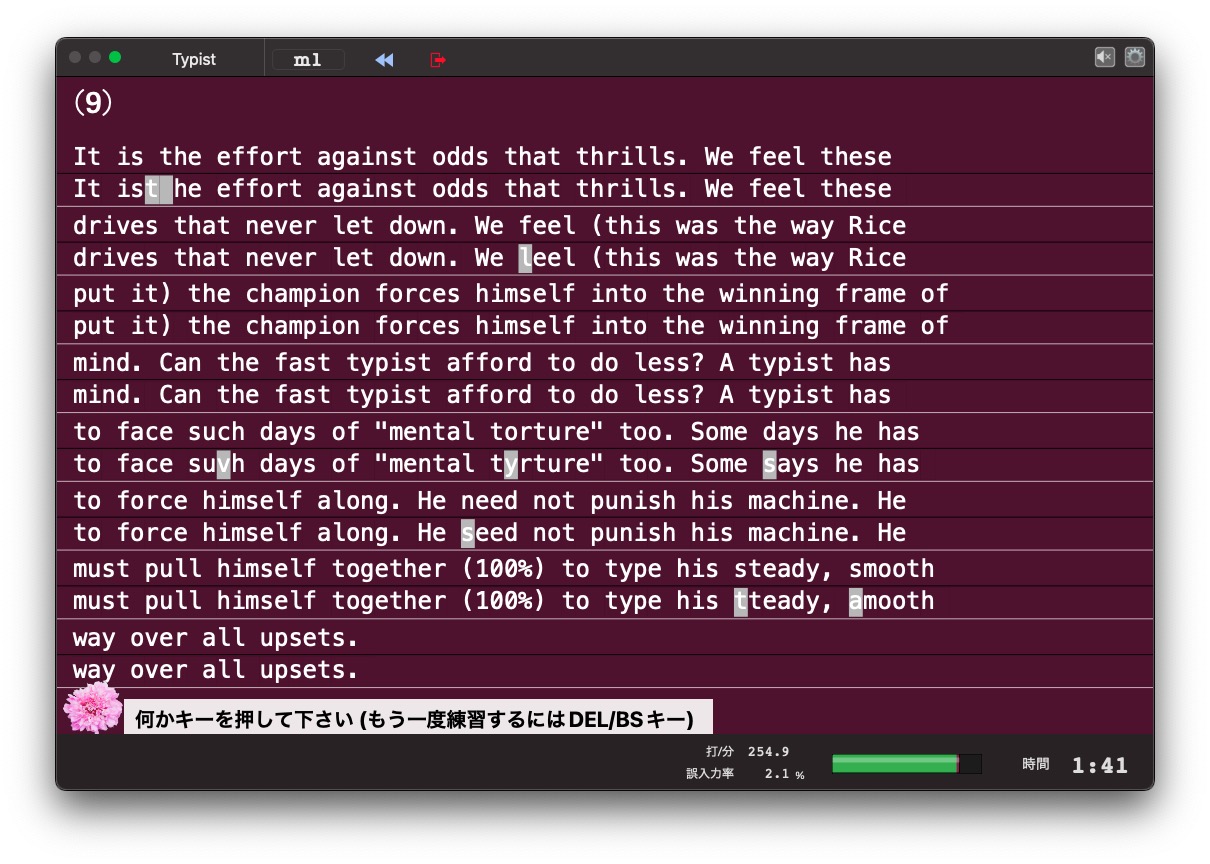 Typist
m1
(9)
It is the effort against odds that thrills. We feel these
It ist he effort against odds that thrills. We feel these
drives that never let down. We feel (this was the way Rice
drives that never let down. We leel (this was the way Rice
put it) the champion forces himself into the winning frame of
put it) the champion forces himself into the winning frame of
mind. Can the fast typist afford to do less? A typist has
mind. Can the fast typist afford to do less? A typist has
to face such days of "mental torture" too. Some days he has
to face suvh days of "mental tyrture" too. Some says he has
to force himself along. He need not punish his machine. He
to force himself along. He seed not punish his machine. He
must pull himself together (100%) to type his steady, smooth
must pull himself together (100%) to type his tteady, amooth
way over all upsets.
way over all upsets.
何かキーを押して下さい (もう一度練習するにはDEL/BSキー)
打/分 254.9
誤入力率 2.1 %
時間 1:41